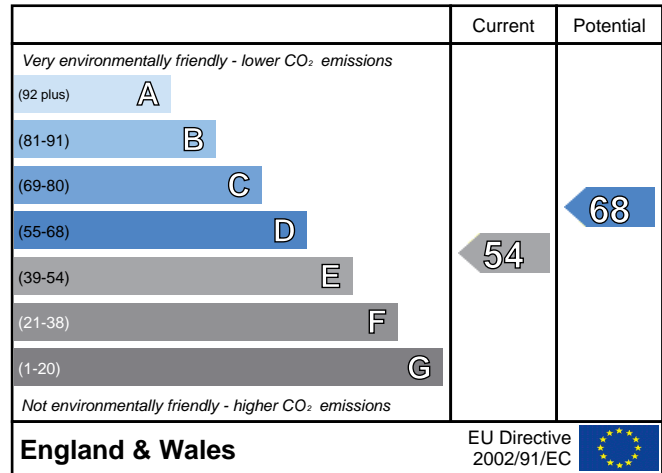 Current Potential
Very environmentally friendly - lower CO₂ emissions
(92 plus) A
(81-91) B
(69-80) C
(55-68) D
(39-54) E
(21-38) F
(1-20) G
54
68
Not environmentally friendly - higher CO₂ emissions
England & Wales
EU Directive
2002/91/EC